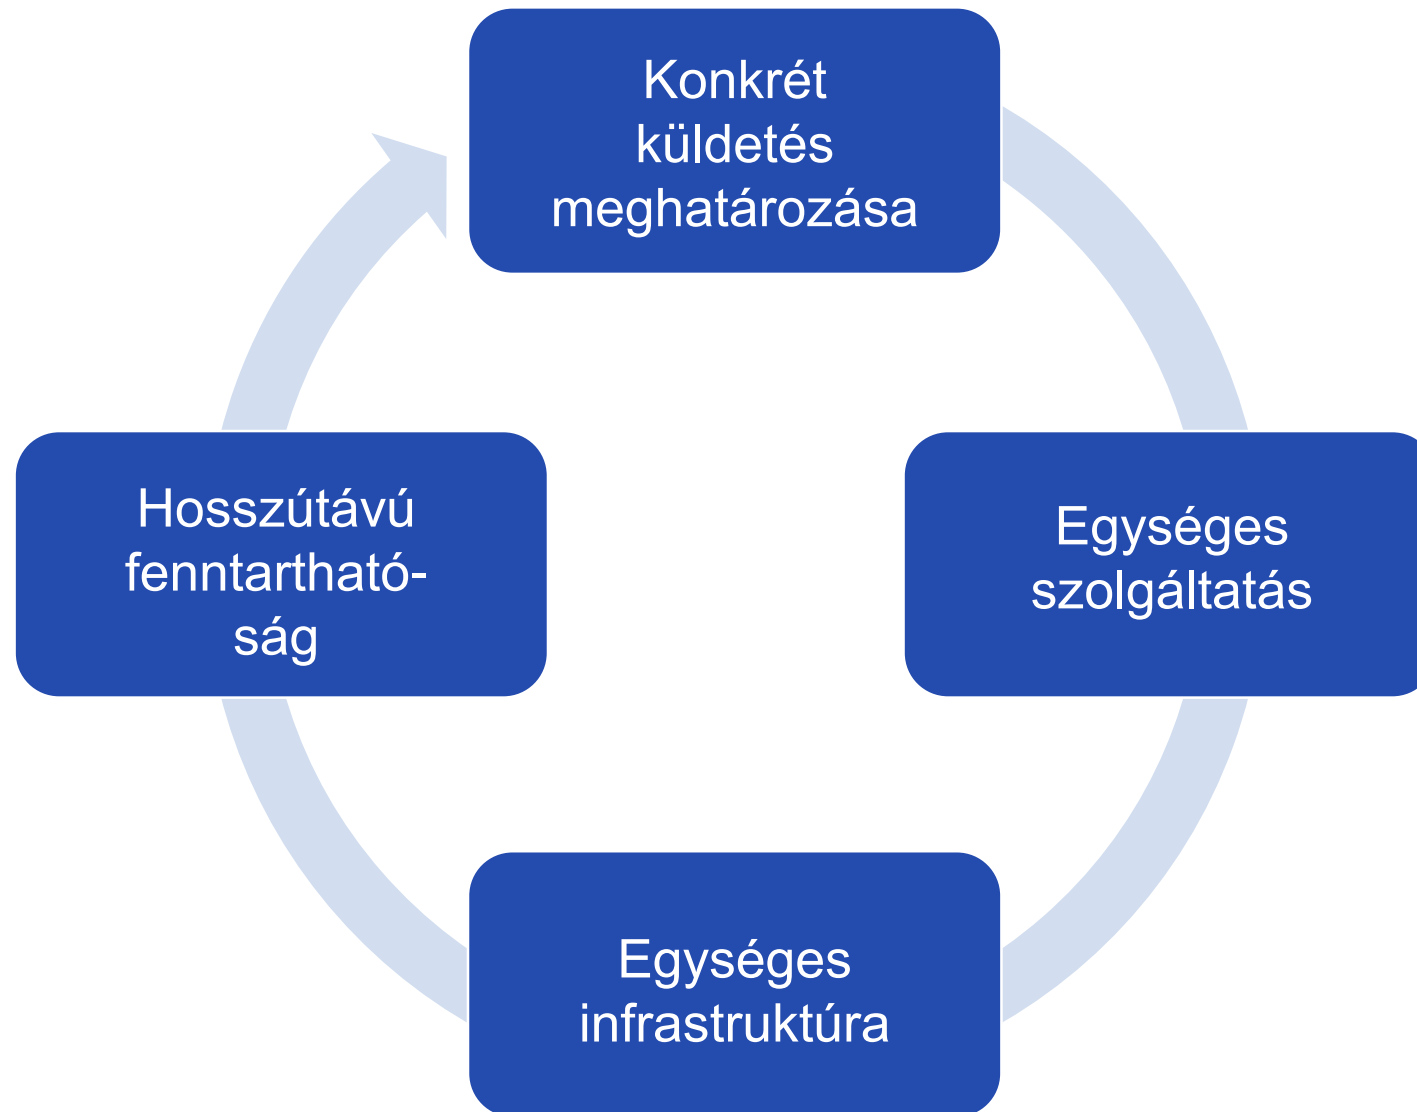 Konkrét
küldetés
meghatározása
Egységes
szolgáltatás
Egységes
infrastruktúra
Hosszútávú
fenntartható-
ság